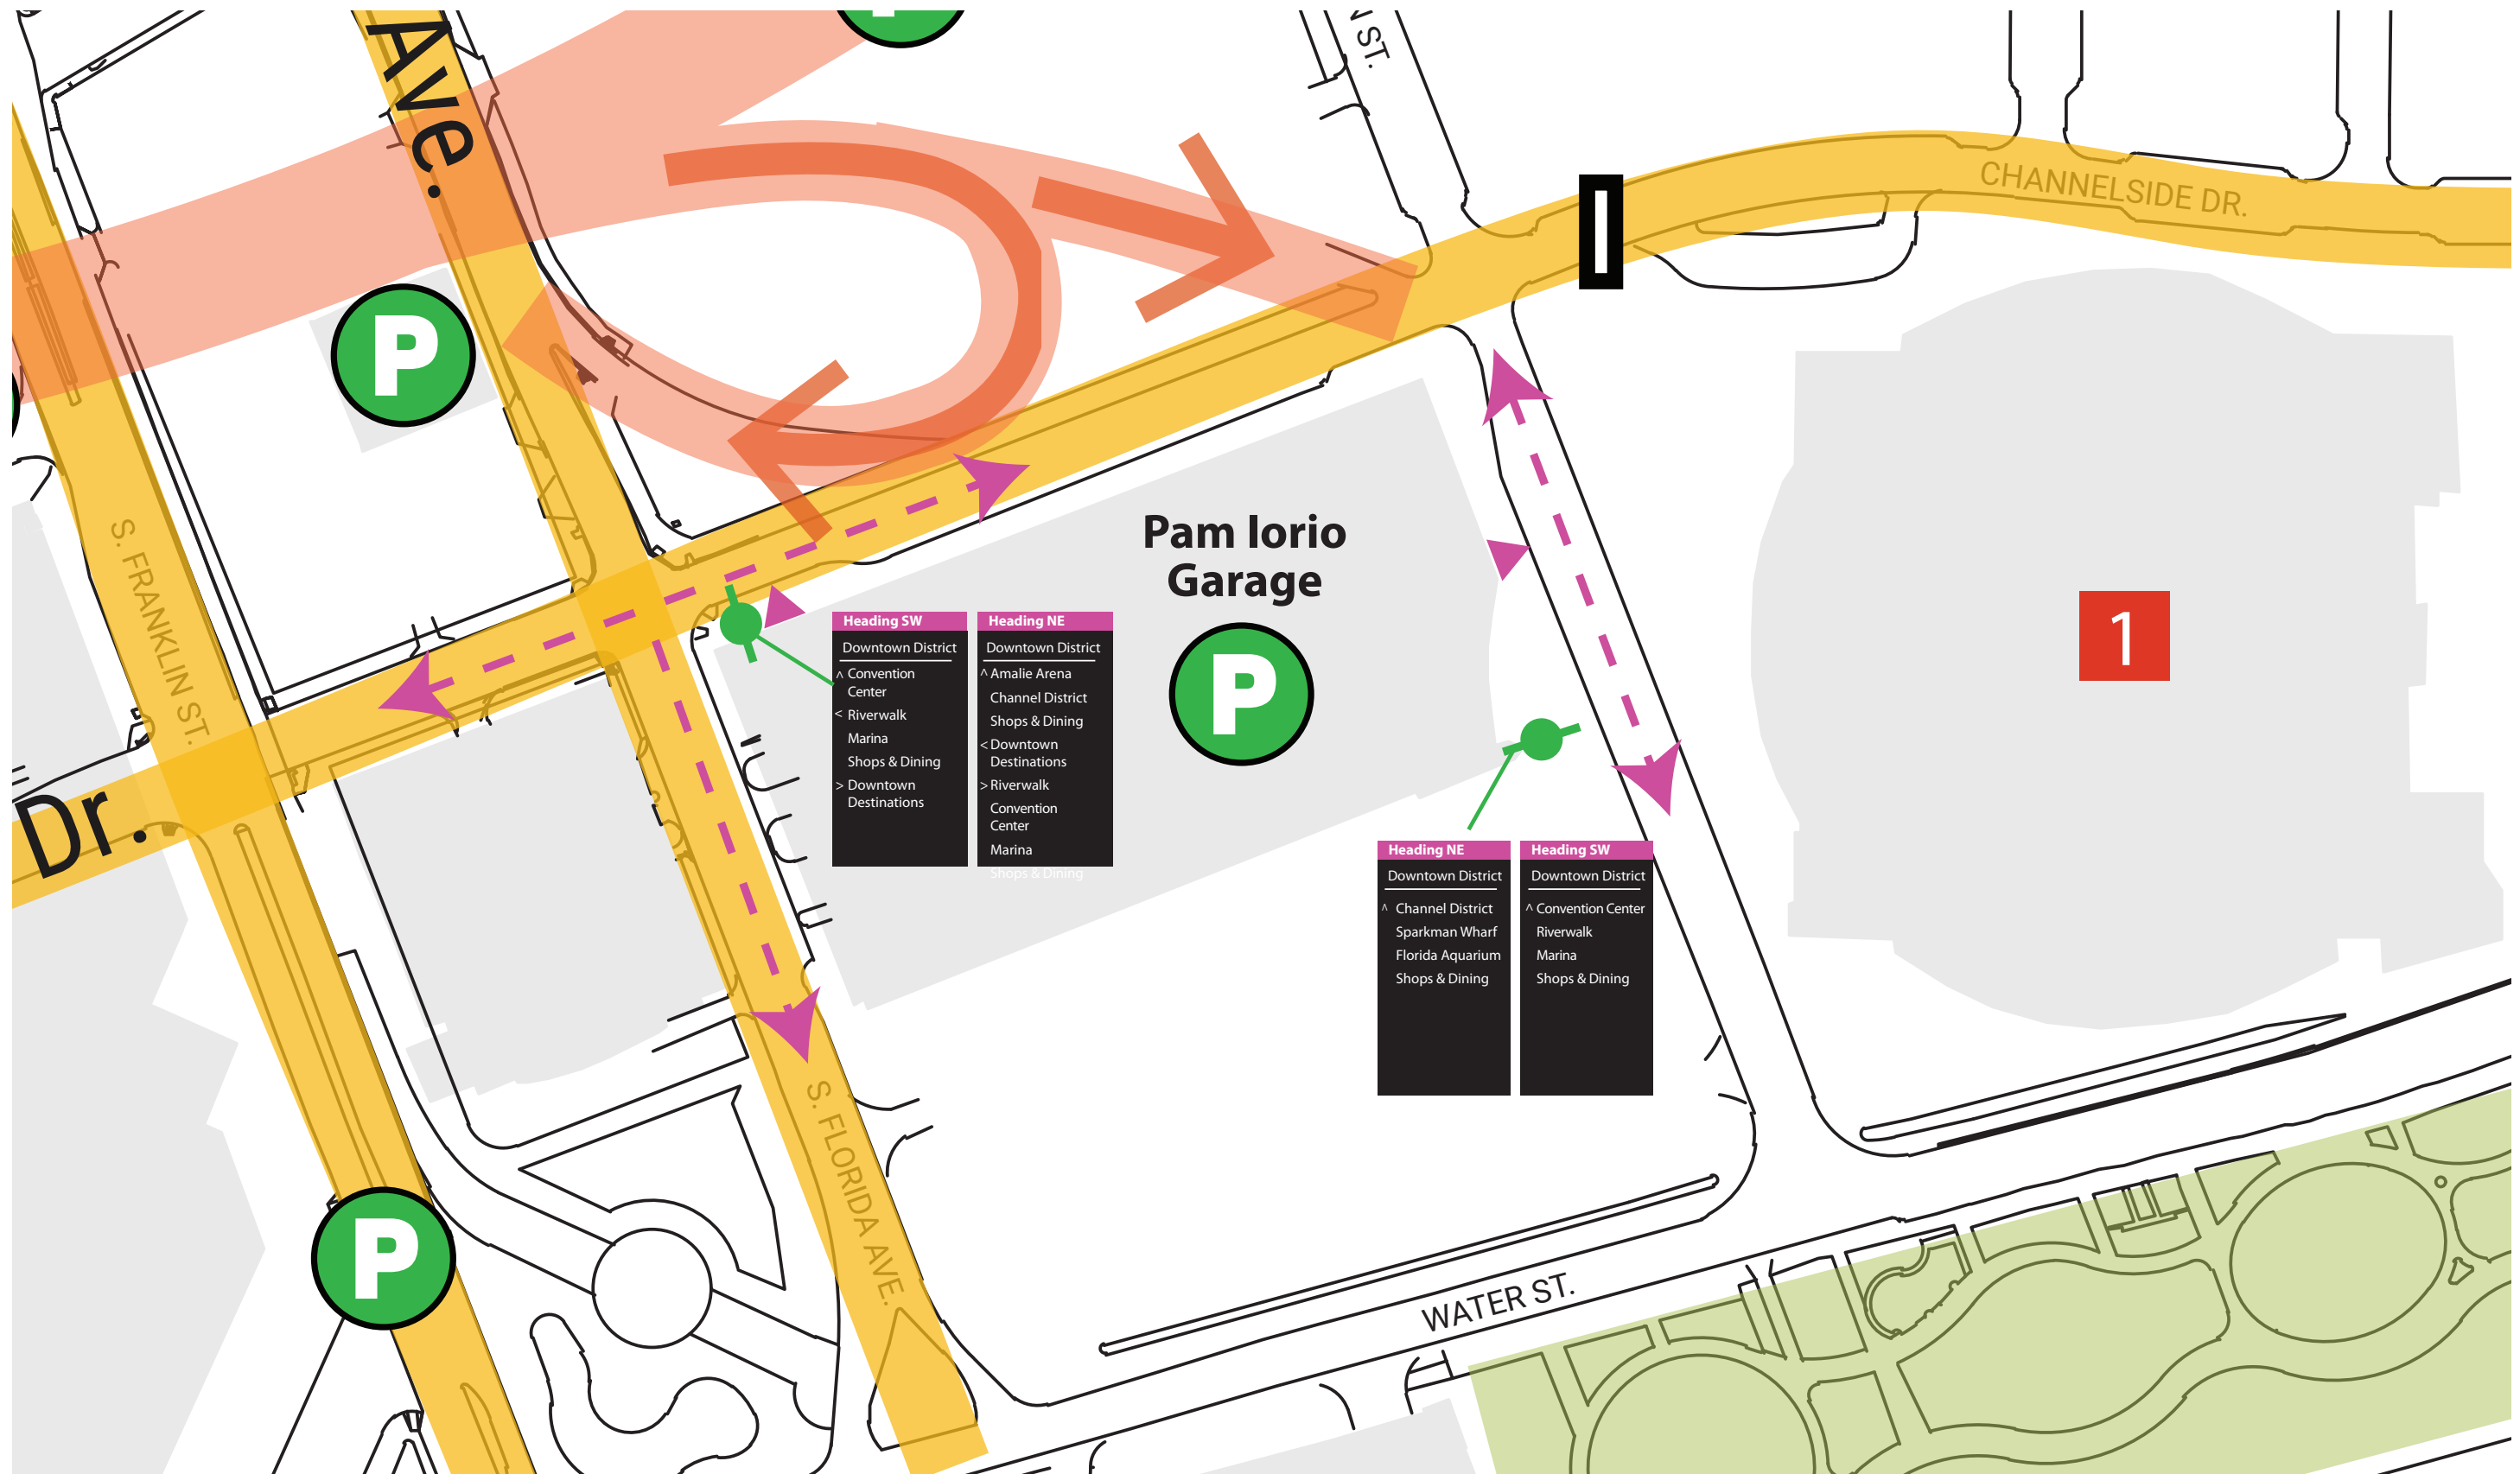 Ave.
N ST.
CHANNELSIDE DR.
P
P
S. FRANKLIN ST.
Pam Iorio
Garage
P
1
Heading SW
Downtown District
^ Convention
Center
< Riverwalk
Marina
Shops & Dining
> Downtown
Destinations
Heading NE
Downtown District
^ Amalie Arena
Channel District
Shops & Dining
< Downtown
Destinations
> Riverwalk
Convention
Center
Marina
Shops & Dining
Dr.
Heading NE
Downtown District
^ Channel District
Sparkman Wharf
Florida Aquarium
Shops & Dining
Heading SW
Downtown District
^ Convention Center
Riverwalk
Marina
Shops & Dining
S. FLORIDA AVE.
P
WATER ST.